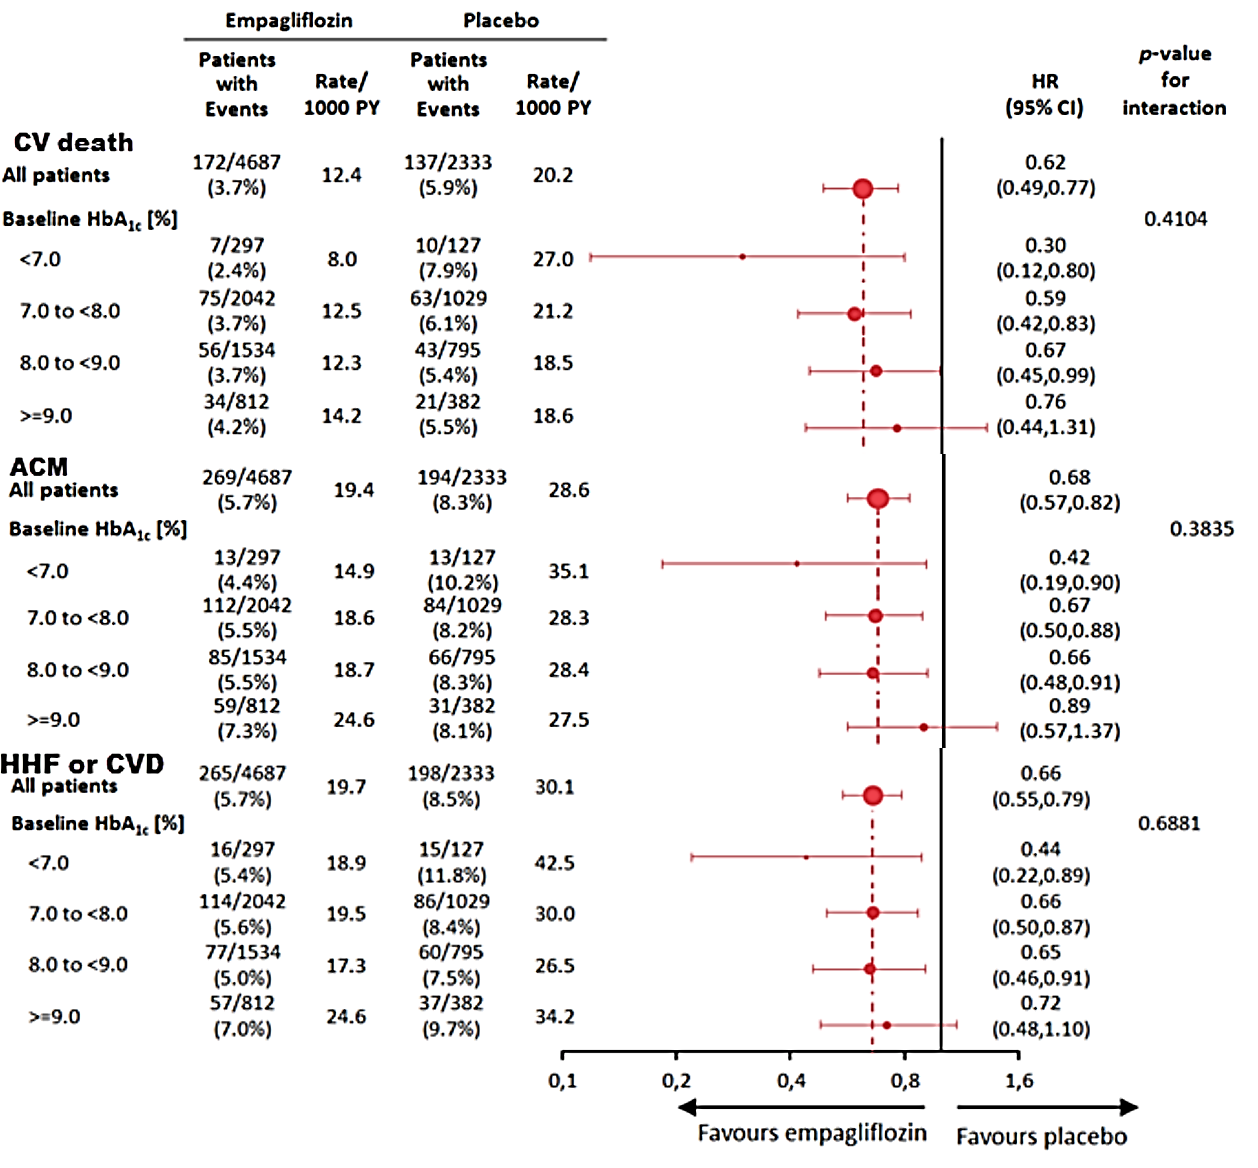 Empagliflozin Placebo
Patients with Events Rate/ 1000 PY Patients with Events Rate/ 1000 PY HR (95% CI) p-value for interaction
CV death
All patients 172/4687 (3.7%) 12.4 137/2333 (5.9%) 20.2 0.62 (0.49,0.77)
Baseline HbA1c [%] 0.4104
<7.0 7/297 (2.4%) 8.0 10/127 (7.9%) 27.0 0.30 (0.12,0.80)
7.0 to <8.0 75/2042 (3.7%) 12.5 63/1029 (6.1%) 21.2 0.59 (0.42,0.83)
8.0 to <9.0 56/1534 (3.7%) 12.3 43/795 (5.4%) 18.5 0.67 (0.45,0.99)
>=9.0 34/812 (4.2%) 14.2 21/382 (5.5%) 18.6 0.76 (0.44,1.31)
ACM
All patients 269/4687 (5.7%) 19.4 194/2333 (8.3%) 28.6 0.68 (0.57,0.82)
Baseline HbA1c [%] 0.3835
<7.0 13/297 (4.4%) 14.9 13/127 (10.2%) 35.1 0.42 (0.19,0.90)
7.0 to <8.0 112/2042 (5.5%) 18.6 84/1029 (8.2%) 28.3 0.67 (0.50,0.88)
8.0 to <9.0 85/1534 (5.5%) 18.7 66/795 (8.3%) 28.4 0.66 (0.48,0.91)
>=9.0 59/812 (7.3%) 24.6 31/382 (8.1%) 27.5 0.89 (0.57,1.37)
HHF or CVD
All patients 265/4687 (5.7%) 19.7 198/2333 (8.5%) 30.1 0.66 (0.55,0.79)
Baseline HbA1c [%] 0.6881
<7.0 16/297 (5.4%) 18.9 15/127 (11.8%) 42.5 0.44 (0.22,0.89)
7.0 to <8.0 114/2042 (5.6%) 19.5 86/1029 (8.4%) 30.0 0.66 (0.50,0.87)
8.0 to <9.0 77/1534 (5.0%) 17.3 60/795 (7.5%) 26.5 0.65 (0.46,0.91)
>=9.0 57/812 (7.0%) 24.6 37/382 (9.7%) 34.2 0.72 (0.48,1.10)
0,1 0,2 0,4 0,8 1,6
Favours empagliflozin Favours placebo